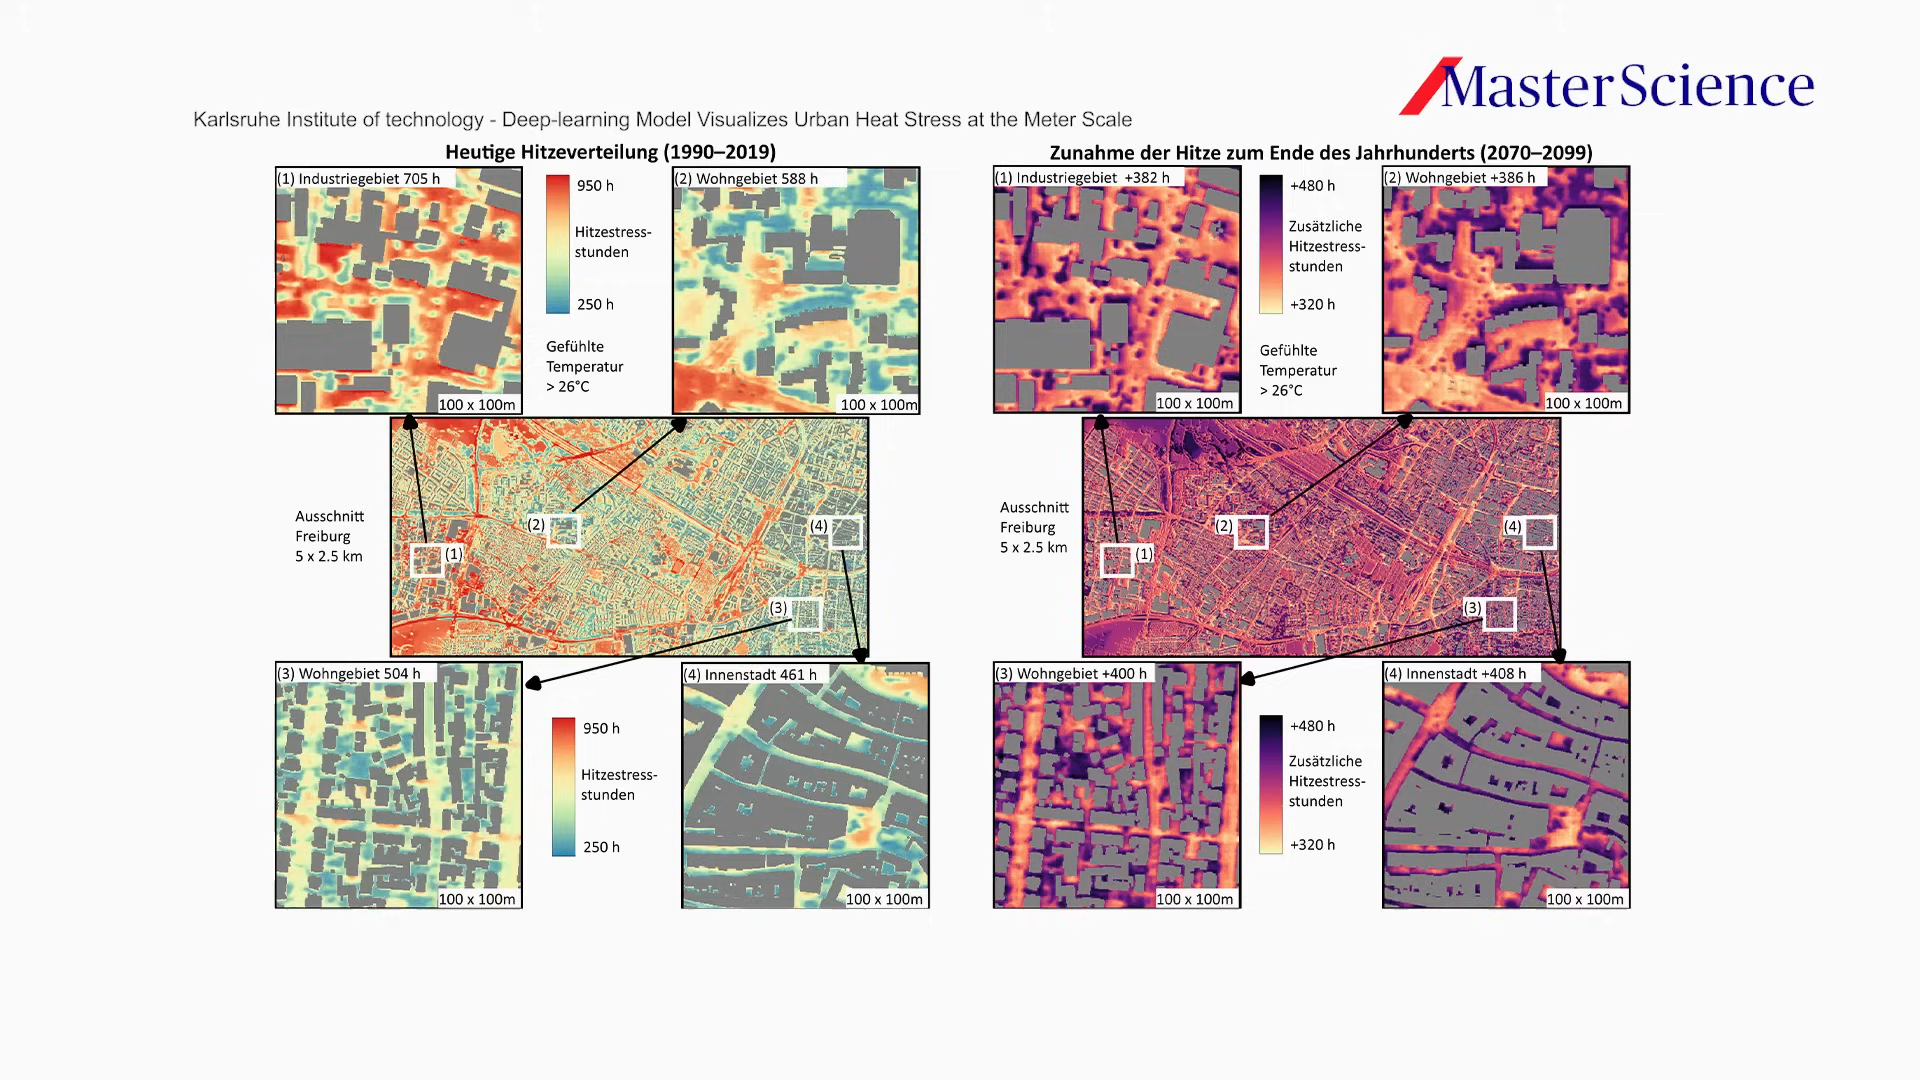 MasterScience
Karlsruhe Institute of technology - Deep-learning Model Visualizes Urban Heat Stress at the Meter Scale
Heutige Hitzeverteilung (1990–2019)
(1) Industriegebiet 705 h
100 x 100m
950 h
Hitzestress-
stunden
250 h
Gefühlte
Temperatur
> 26°C
(2) Wohngebiet 588 h
100 x 100m
Ausschnitt
Freiburg
5 x 2.5 km
(1)
(2)
(3)
(4)
(3) Wohngebiet 504 h
100 x 100m
950 h
Hitzestress-
stunden
250 h
(4) Innenstadt 461 h
100 x 100m
Zunahme der Hitze zum Ende des Jahrhunderts (2070–2099)
(1) Industriegebiet +382 h
100 x 100m
+480 h
Zusätzliche
Hitzestress-
stunden
+320 h
Gefühlte
Temperatur
> 26°C
(2) Wohngebiet +386 h
100 x 100m
Ausschnitt
Freiburg
5 x 2.5 km
(1)
(2)
(3)
(4)
(3) Wohngebiet +400 h
100 x 100m
+480 h
Zusätzliche
Hitzestress-
stunden
+320 h
(4) Innenstadt +408 h
100 x 100m